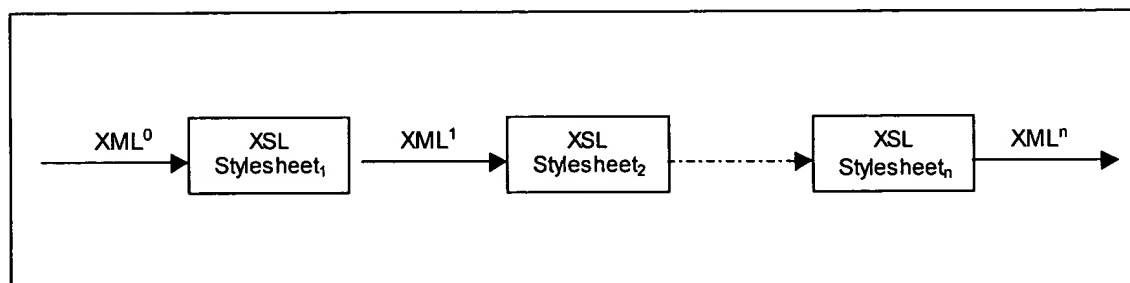 XML⁰
XSL
Stylesheet₁
XML¹
XSL
Stylesheet₂
XSL
Stylesheetₙ
XMLⁿ